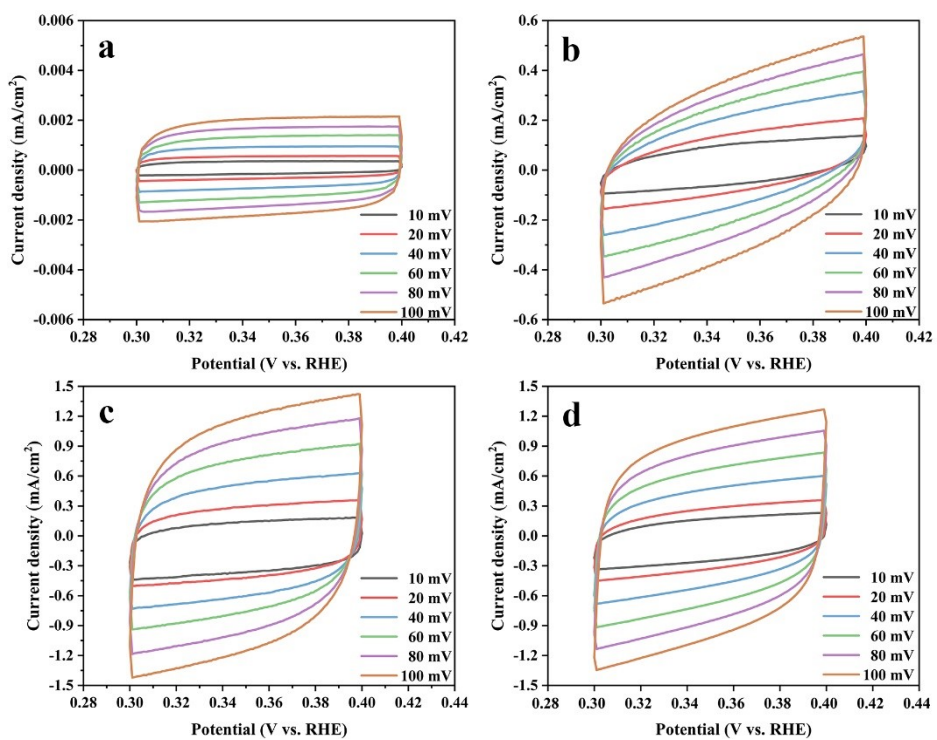 a
0.006
0.004
0.002
0.000
-0.002
-0.004
-0.006
Current density (mA/cm²)
10 mV
20 mV
40 mV
60 mV
80 mV
100 mV
0.28 0.30 0.32 0.34 0.36 0.38 0.40 0.42
Potential (V vs. RHE)
b
0.6
0.4
0.2
0.0
-0.2
-0.4
-0.6
Current density (mA/cm²)
10 mV
20 mV
40 mV
60 mV
80 mV
100 mV
0.28 0.30 0.32 0.34 0.36 0.38 0.40 0.42
Potential (V vs. RHE)
c
1.5
1.2
0.9
0.6
0.3
0.0
-0.3
-0.6
-0.9
-1.2
-1.5
Current density (mA/cm²)
10 mV
20 mV
40 mV
60 mV
80 mV
100 mV
0.28 0.30 0.32 0.34 0.36 0.38 0.40 0.42 0.44
Potential (V vs. RHE)
d
1.5
1.2
0.9
0.6
0.3
0.0
-0.3
-0.6
-0.9
-1.2
-1.5
Current density (mA/cm²)
10 mV
20 mV
40 mV
60 mV
80 mV
100 mV
0.28 0.30 0.32 0.34 0.36 0.38 0.40 0.42 0.44
Potential (V vs. RHE)